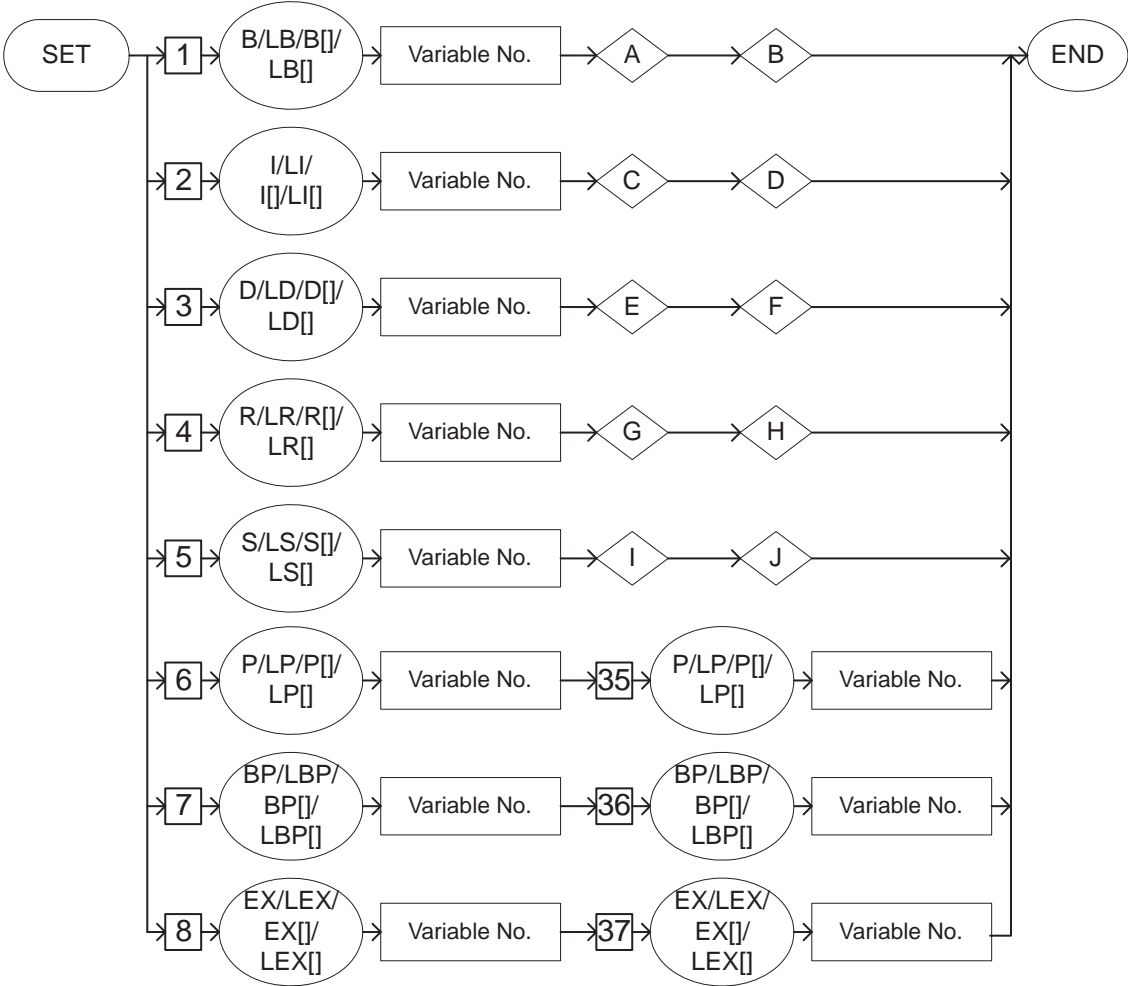 SET
1
B/LB/B[]/
LB[]
Variable No.
A
B
END
2
I/LI/
I[]/LI[]
Variable No.
C
D
3
D/LD/D[]/
LD[]
Variable No.
E
F
4
R/LR/R[]/
LR[]
Variable No.
G
H
5
S/LS/S[]/
LS[]
Variable No.
I
J
6
P/LP/P[]/
LP[]
Variable No.
35
P/LP/P[]/
LP[]
Variable No.
7
BP/LBP/
BP[]/
LBP[]
Variable No.
36
BP/LBP/
BP[]/
LBP[]
Variable No.
8
EX/LEX/
EX[]/
LEX[]
Variable No.
37
EX/LEX/
EX[]/
LEX[]
Variable No.